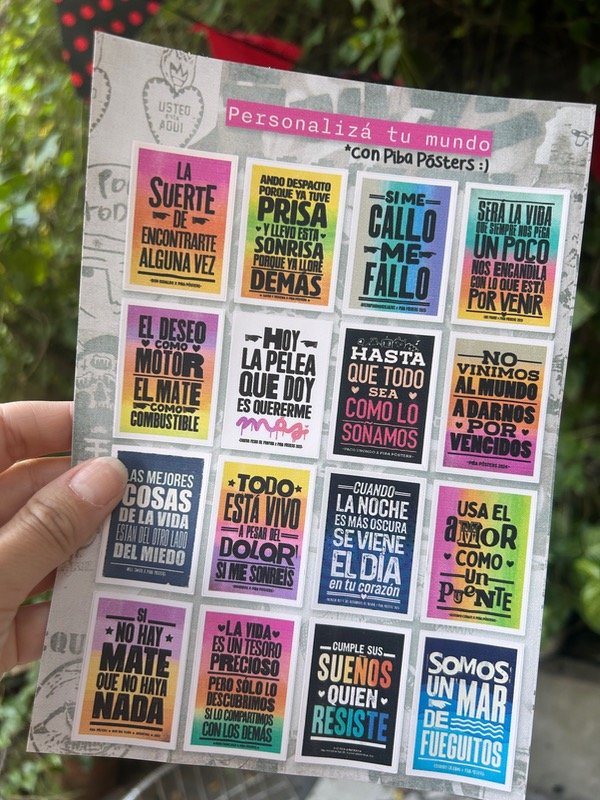 USTED
está
AQUÍ
Personalizá tu mundo
*con Piba Pósters :)
LA
SUERTE
DE
ENCONTRARTE
ALGUNA VEZ
ANDO DESPACITO
PORQUE YA TUVE
PRISA
Y LLEVO ESTA
SONRISA
PORQUE YA LLORÉ
DEMÁS
SI ME
CALLO
ME
FALLO
SERÁ LA VIDA
QUE SIEMPRE NOS PEGA
UN POCO
NOS ENCANDILA
CON LO QUE ESTÁ
POR VENIR
EL DESEO
COMO
MOTOR
EL MATE
COMO
COMBUSTIBLE
HOY
LA PELEA
QUE DOY
ES QUERERME
más
HASTA
QUE TODO
SEA
COMO LO
SOÑAMOS
NO
VINIMOS
AL MUNDO
A DARNOS
POR
VENCIDOS
PIBA PÓSTERS 2024
LAS MEJORES
COSAS
DE LA VIDA
ESTÁN DEL OTRO LADO
DEL MIEDO
TODO
ESTÁ VIVO
A PESAR DEL
DOLOR
SI ME SONREÍS
CUANDO
LA NOCHE
ES MÁS OSCURA
SE VIENE
EL DÍA
en tu corazón
USA EL
AMOR
COMO
UN
PUENTE
SI
NO HAY
MATE
QUE NO HAYA
NADA
LA VIDA
ES UN TESORO
PRECIOSO
PERO SÓLO LO
DESCUBRIMOS
SI LO COMPARTIMOS
CON LOS DEMÁS
CUMPLE SUS
SUEÑOS
QUIEN
RESISTE
SOMOS
UN MAR
DE
FUEGUITOS